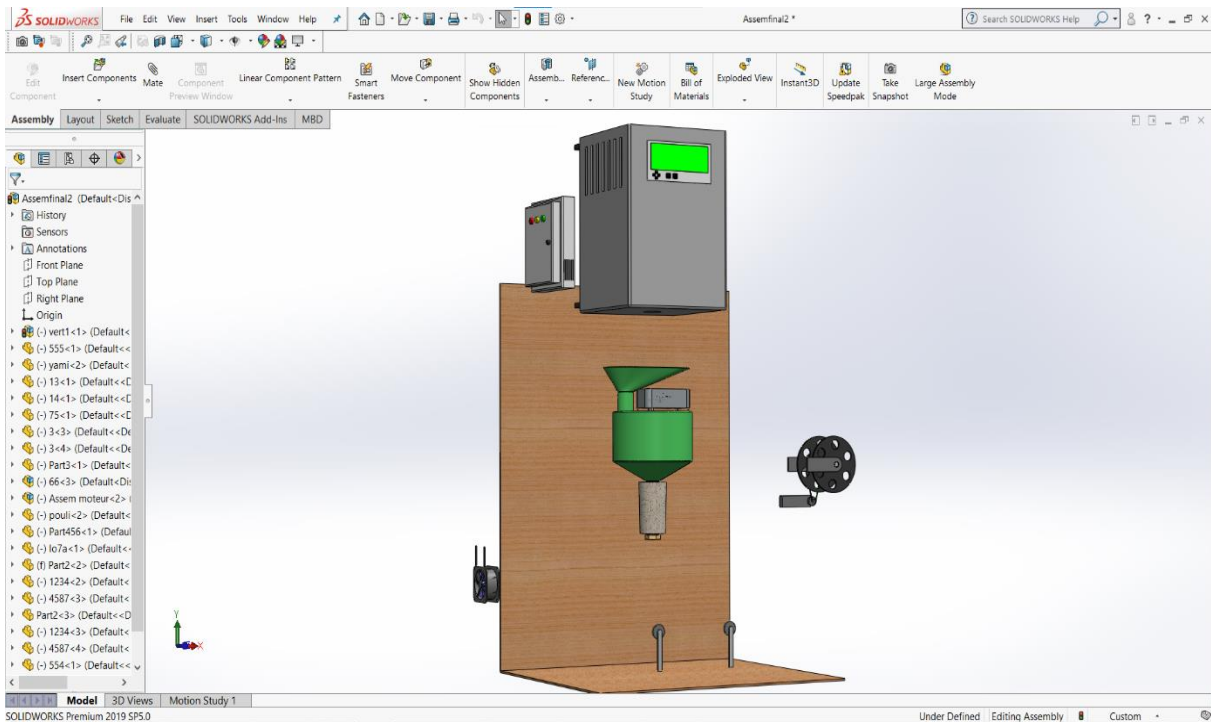 SOLIDWORKS File Edit View Insert Tools Window Help Assemfinal2 * Search SOLIDWORKS Help
Edit Component Insert Components Mate Component Preview Window Linear Component Pattern Smart Fasteners Move Component Show Hidden Components Assemb... Referenc... New Motion Study Bill of Materials Exploded View Instant3D Update Speedpak Take Snapshot Large Assembly Mode
Assembly Layout Sketch Evaluate SOLIDWORKS Add-Ins MBD
Assemfinal2 (Default<Dis
History
Sensors
Annotations
Front Plane
Top Plane
Right Plane
Origin
(-) vert1<1> (Default<
(-) 555<1> (Default<<
(-) yami<2> (Default<
(-) 13<1> (Default<<D
(-) 14<1> (Default<<D
(-) 75<1> (Default<<D
(-) 3<3> (Default<<De
(-) 3<4> (Default<<De
(-) Part3<1> (Default<
(-) 66<3> (Default<Dis
(-) Assem moteur<2>
(-) pouli<2> (Default<
(-) Part456<1> (Defaul
(-) lo7a<1> (Default<
(f) Part2<2> (Default<
(-) 1234<2> (Default<
(-) 4587<3> (Default<
Part2<3> (Default<<D
(-) 1234<3> (Default<
(-) 4587<4> (Default<
(-) 554<1> (Default<<
Y
X
Model 3D Views Motion Study 1
SOLIDWORKS Premium 2019 SP5.0 Under Defined Editing Assembly Custom